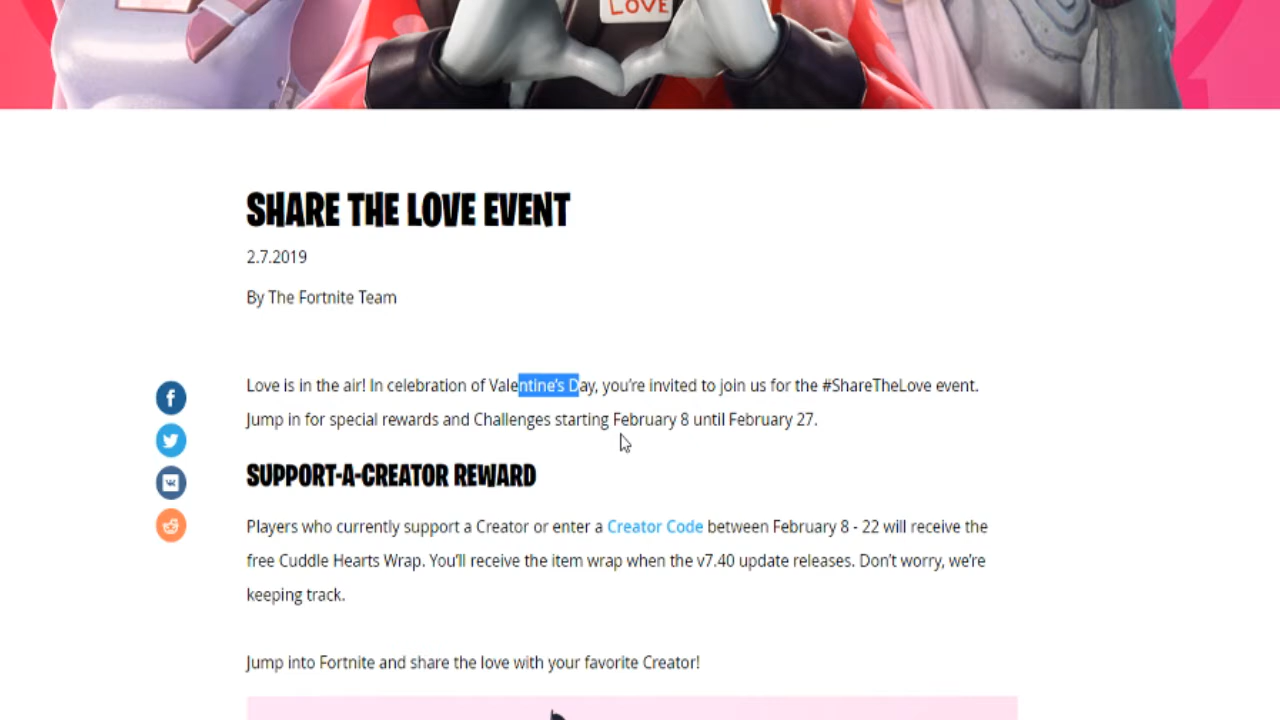 LOVE
SHARE THE LOVE EVENT
2.7.2019
By The Fortnite Team
Love is in the air! In celebration of Valentine's Day, you're invited to join us for the #ShareTheLove event.
Jump in for special rewards and Challenges starting February 8 until February 27.
SUPPORT-A-CREATOR REWARD
Players who currently support a Creator or enter a Creator Code between February 8 - 22 will receive the
free Cuddle Hearts Wrap. You'll receive the item wrap when the v7.40 update releases. Don't worry, we're
keeping track.
Jump into Fortnite and share the love with your favorite Creator!